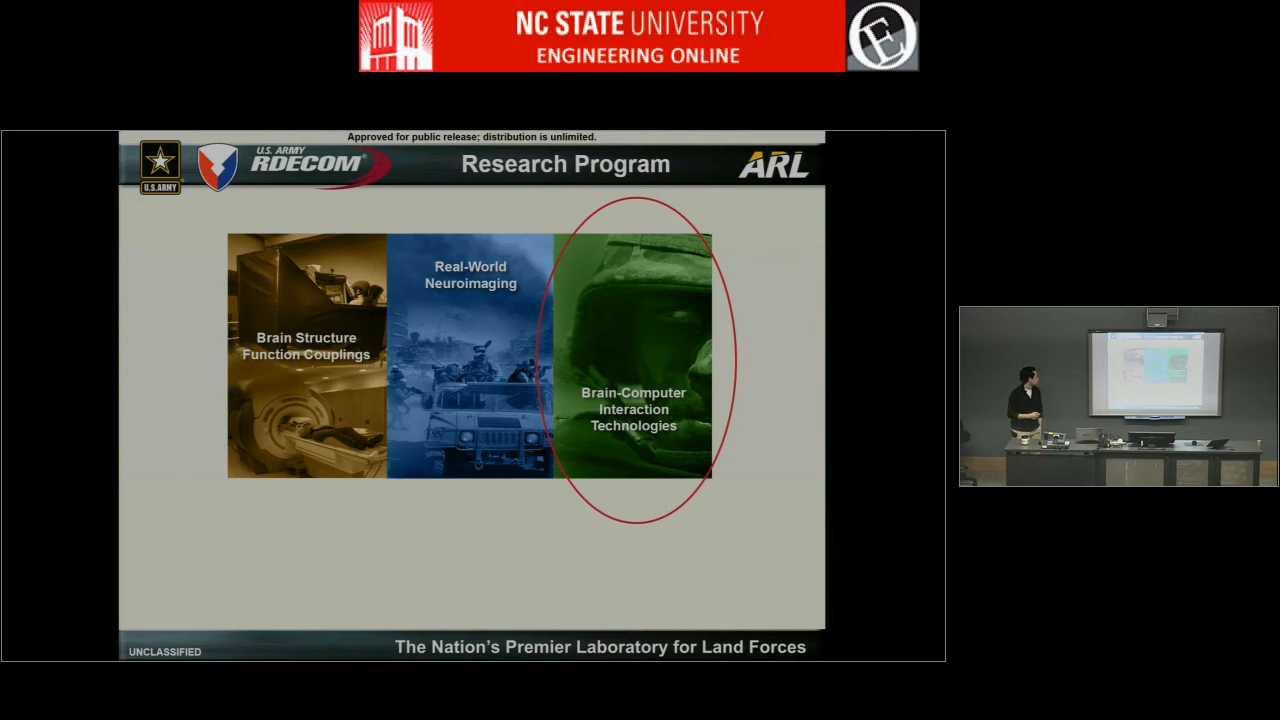 NC STATE UNIVERSITY
ENGINEERING ONLINE
E
Approved for public release; distribution is unlimited.
U.S. ARMY
RDECOM®
Research Program
ARL
U.S.ARMY
Real-World
Neuroimaging
Brain Structure
Function Couplings
Brain-Computer
Interaction
Technologies
UNCLASSIFIED
The Nation's Premier Laboratory for Land Forces